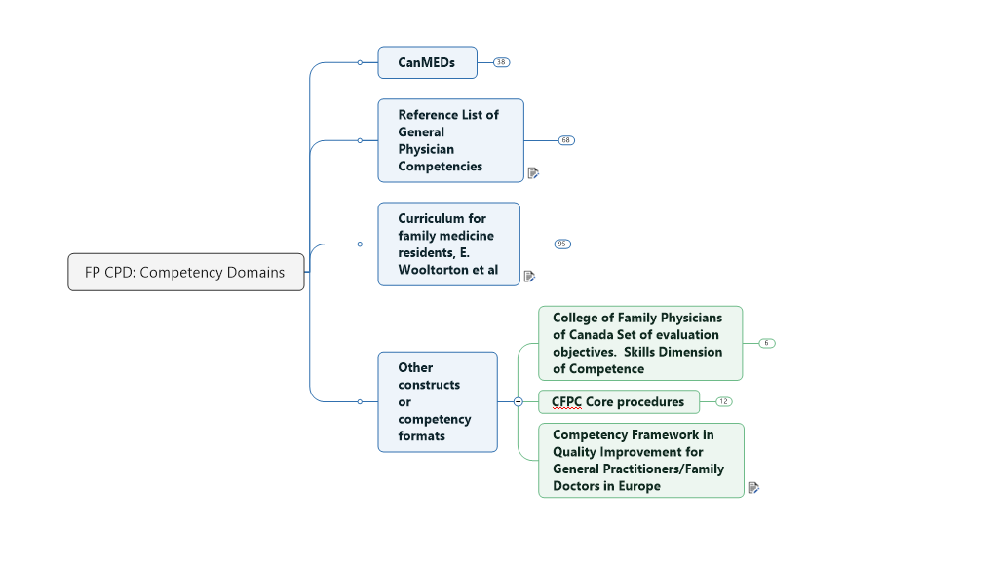 CanMEDs
38
Reference List of
General
Physician
Competencies
68
Curriculum for
family medicine
residents, E.
Wooltorton et al
95
FP CPD: Competency Domains
Other
constructs
or
competency
formats
College of Family Physicians
of Canada Set of evaluation
objectives.  Skills Dimension
of Competence
6
CFPC Core procedures
12
Competency Framework in
Quality Improvement for
General Practitioners/Family
Doctors in Europe